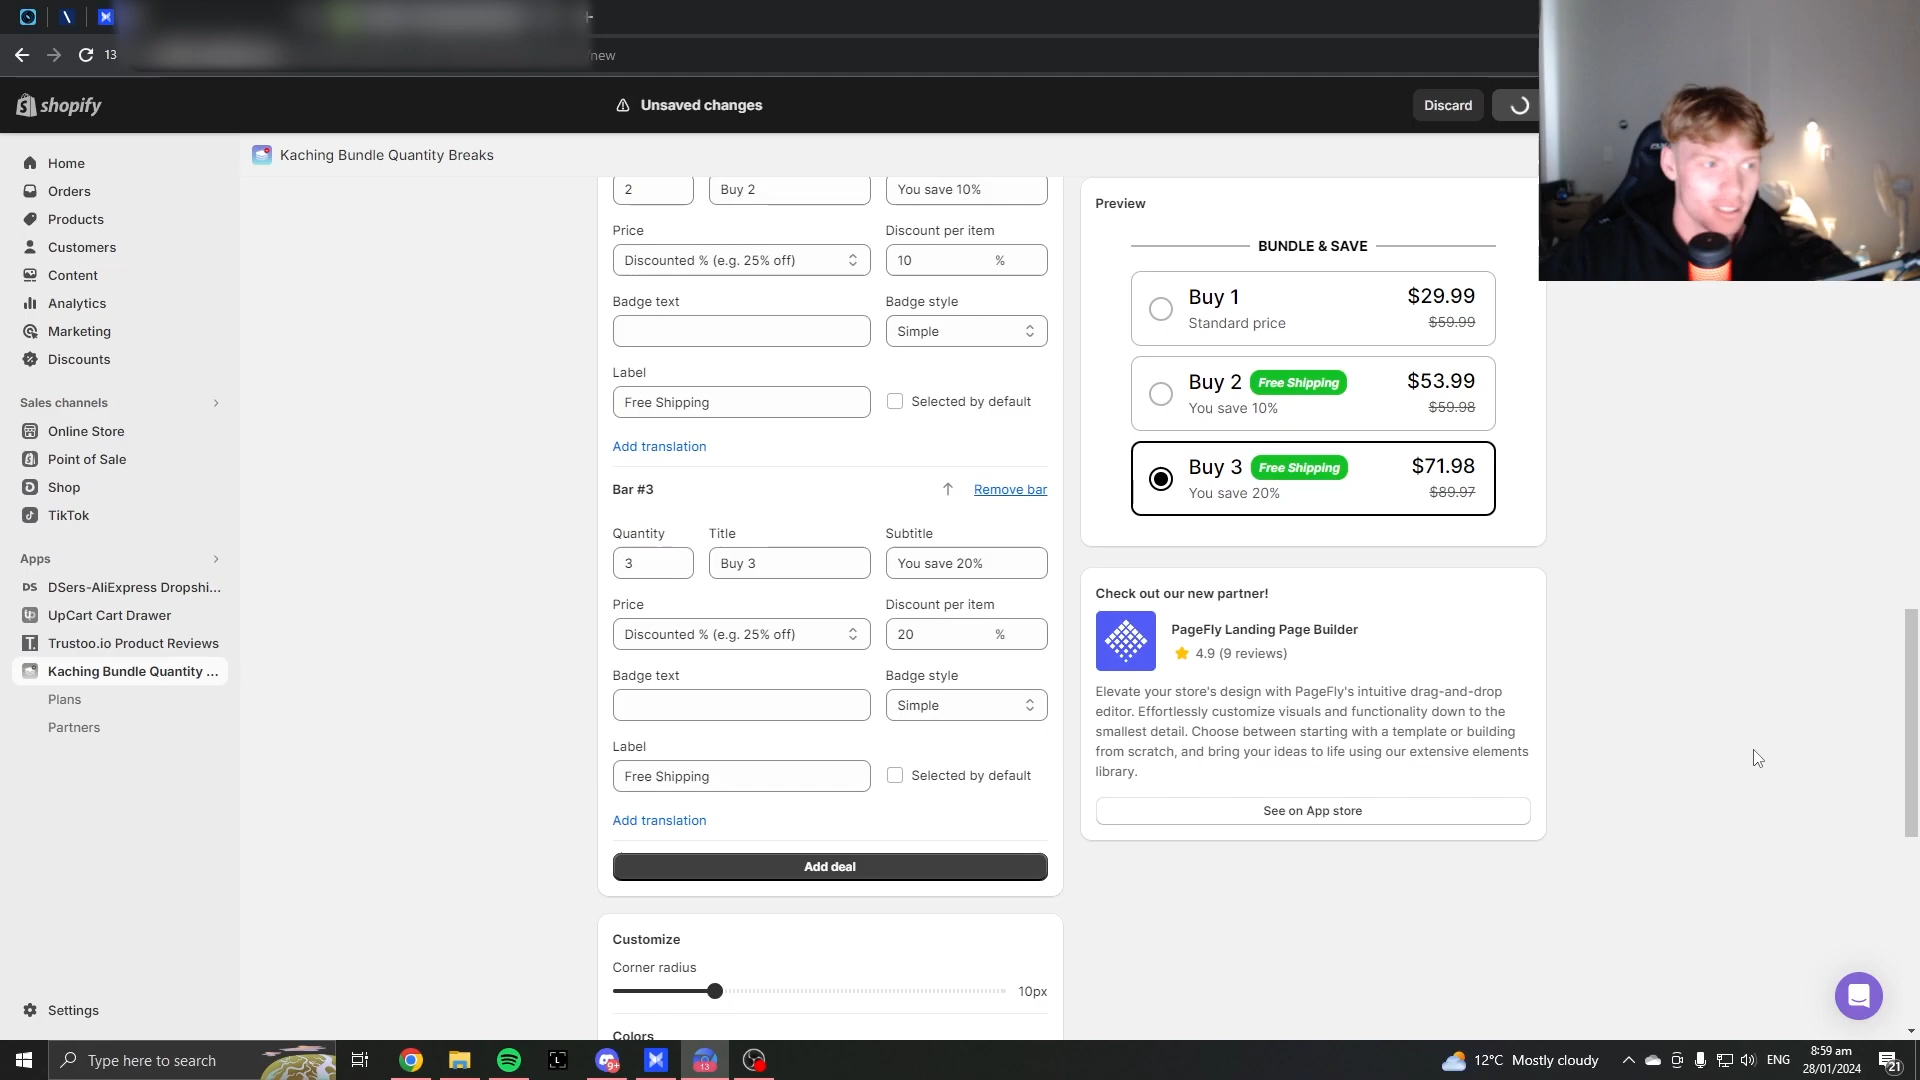 13
new
shopify
Unsaved changes
Discard
Home
Orders
Products
Customers
Content
Analytics
Marketing
Discounts
Sales channels
Online Store
Point of Sale
Shop
TikTok
Apps
DS DSers-AliExpress Dropshi...
UpCart Cart Drawer
Trustoo.io Product Reviews
Kaching Bundle Quantity ...
Plans
Partners
Settings
Kaching Bundle Quantity Breaks
2 Buy 2 You save 10%
Price Discount per item
Discounted % (e.g. 25% off) 10 %
Badge text Badge style
Simple
Label
Free Shipping Selected by default
Add translation
Bar #3 Remove bar
Quantity Title Subtitle
3 Buy 3 You save 20%
Price Discount per item
Discounted % (e.g. 25% off) 20 %
Badge text Badge style
Simple
Label
Free Shipping Selected by default
Add translation
Add deal
Customize
Corner radius
10px
Colors
Preview
BUNDLE & SAVE
Buy 1 $29.99
Standard price $59.99
Buy 2 Free Shipping $53.99
You save 10% $59.98
Buy 3 Free Shipping $71.98
You save 20% $89.97
Check out our new partner!
PageFly Landing Page Builder
4.9 (9 reviews)
Elevate your store's design with PageFly's intuitive drag-and-drop
editor. Effortlessly customize visuals and functionality down to the
smallest detail. Choose between starting with a template or building
from scratch, and bring your ideas to life using our extensive elements
library.
See on App store
Type here to search
9+
13
12°C Mostly cloudy
ENG
8:59 am
28/01/2024
21